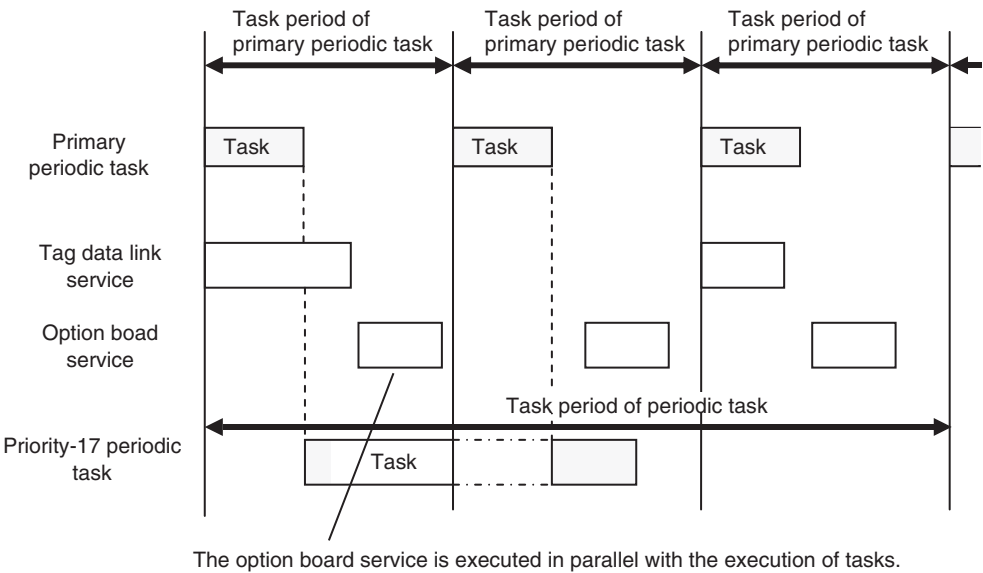 Task period of
primary periodic task
Task period of
primary periodic task
Task period of
primary periodic task
Primary
periodic task
Task
Task
Task
Tag data link
service
Option boad
service
Task period of periodic task
Priority-17 periodic
task
Task
The option board service is executed in parallel with the execution of tasks.